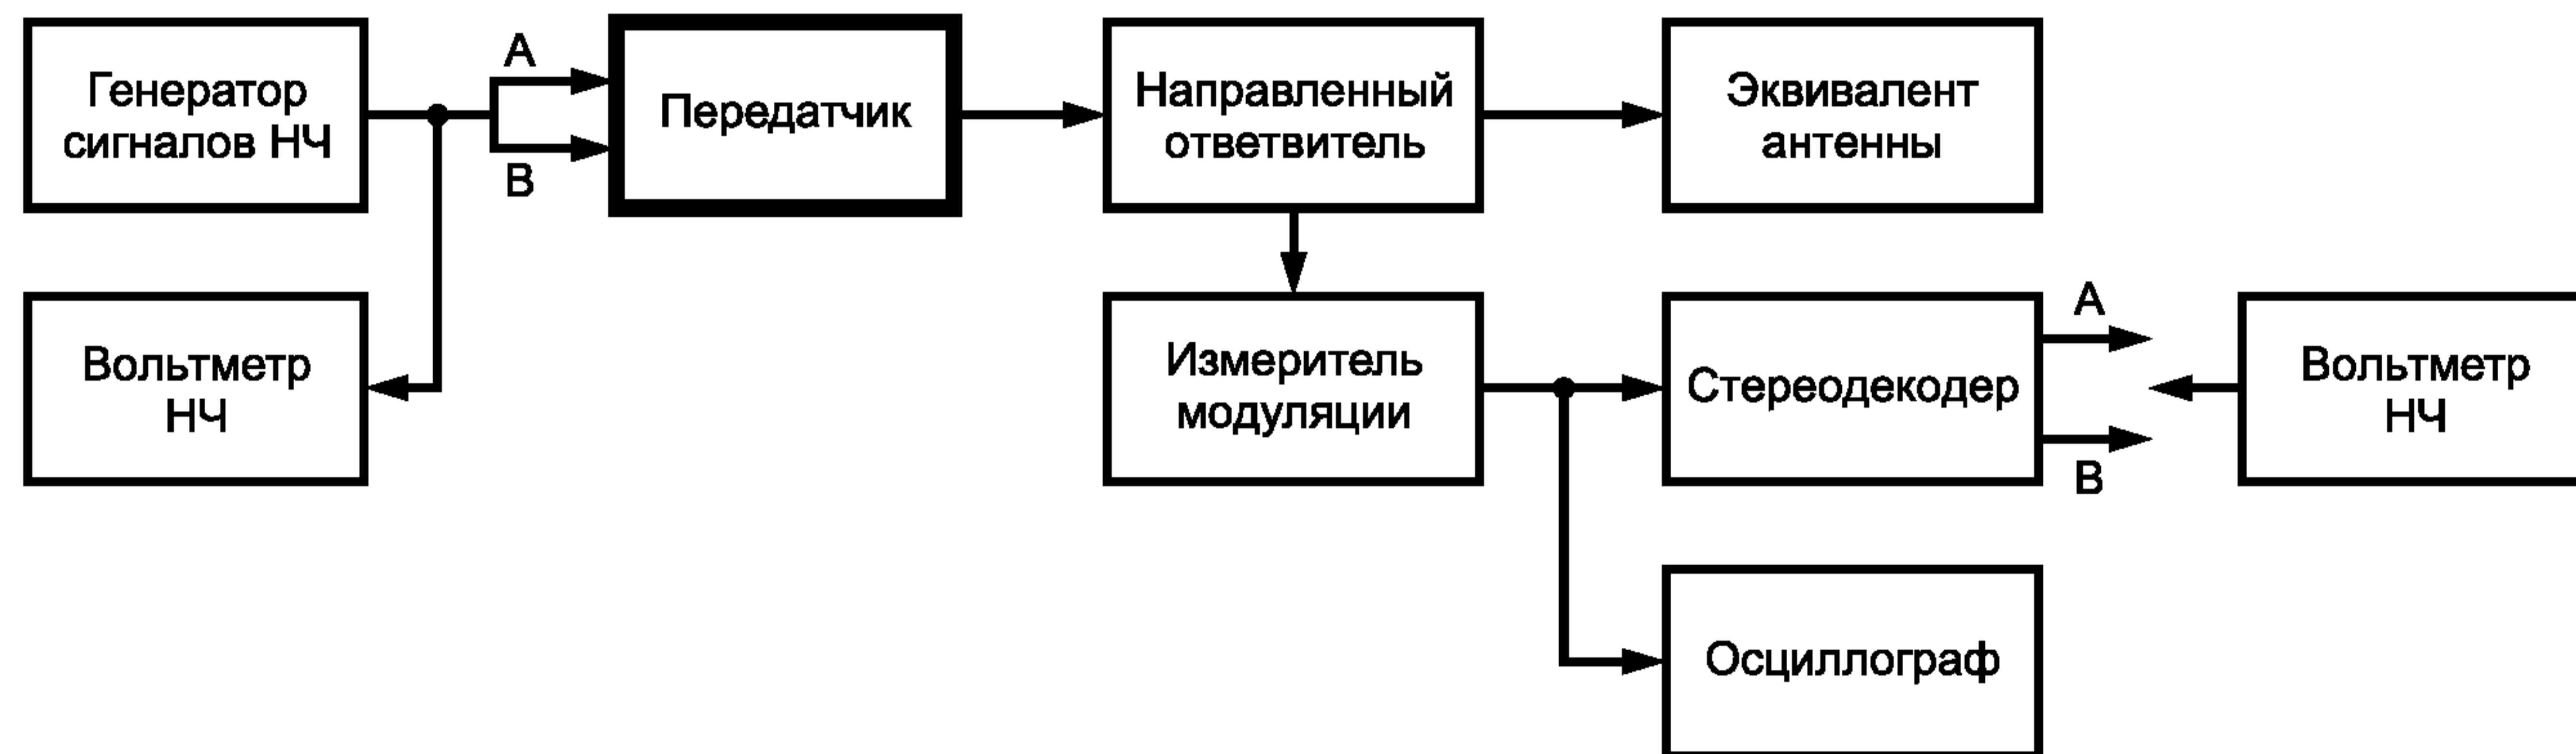 Генератор
сигналов НЧ
А
В
Передатчик
Направленный
ответвитель
Эквивалент
антенны
Вольтметр
НЧ
Измеритель
модуляции
Стереодекодер
А
В
Вольтметр
НЧ
Осциллограф